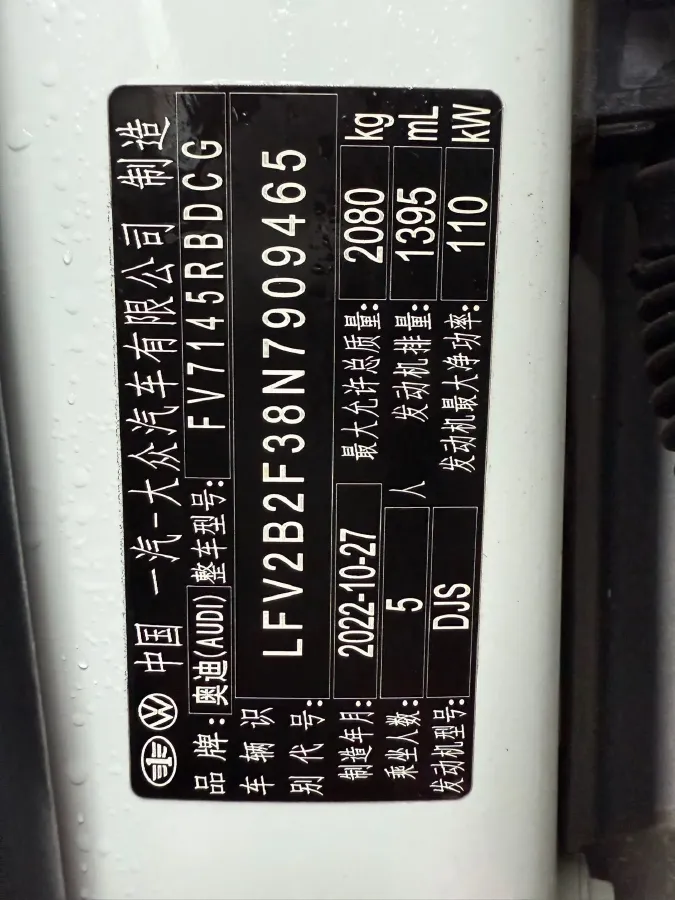 中国 一汽-大众汽车有限公司 制造
品牌: 奥迪(AUDI) 整车型号: FV7145RBDCG
车辆识别代号: LFV2B2F38N7909465
制造年月: 2022-10-27 最大允许总质量: 2080 kg
乘坐人数: 5 人 发动机排量: 1395 mL
发动机型号: DJS 发动机最大净功率: 110 kW